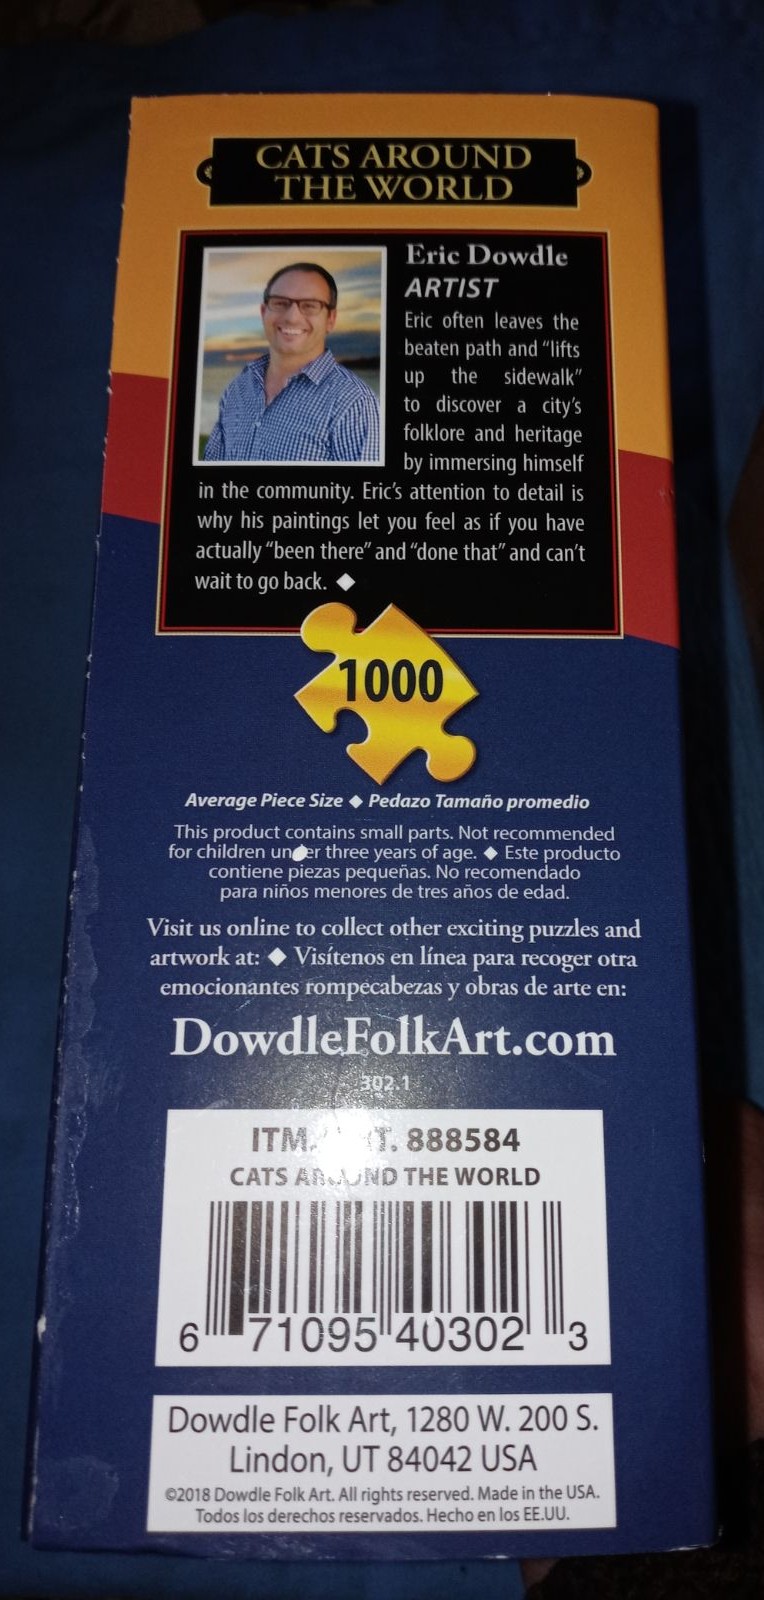 CATS AROUND
THE WORLD
Eric Dowdle
ARTIST
Eric often leaves the
beaten path and “lifts
up the sidewalk”
to discover a city’s
folklore and heritage
by immersing himself
in the community. Eric’s attention to detail is
why his paintings let you feel as if you have
actually “been there” and “done that” and can’t
wait to go back. ◆
1000
Average Piece Size ◆ Pedazo Tamaño promedio
This product contains small parts. Not recommended
for children under three years of age. ◆ Este producto
contiene piezas pequeñas. No recomendado
para niños menores de tres años de edad.
Visit us online to collect other exciting puzzles and
artwork at: ◆ Visítenos en línea para recoger otra
emocionantes rompecabezas y obras de arte en:
DowdleFolkArt.com
302.1
888584
CATS AROUND THE WORLD
6 71095 40302 3
Dowdle Folk Art, 1280 W. 200 S.
Lindon, UT 84042 USA
©2018 Dowdle Folk Art. All rights reserved. Made in the USA.
Todos los derechos reservados. Hecho en los EE.UU.